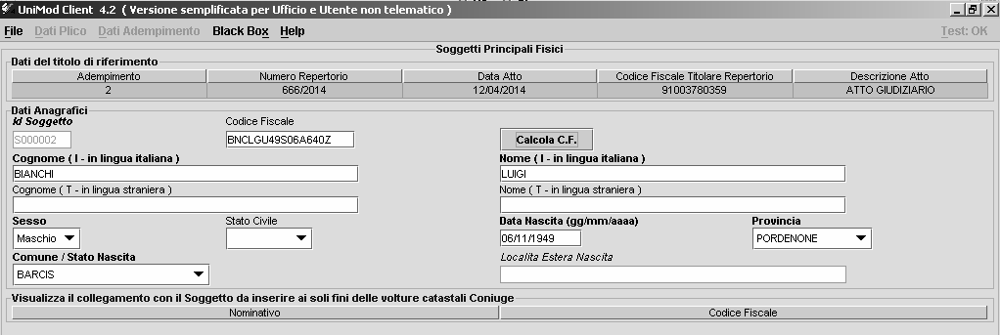 UniMod Client 4.2 ( Versione semplificata per Ufficio e Utente non telematico )
File Dati Plico Dati Adempimento Black Box Help Test: OK
Soggetti Principali Fisici
Dati del titolo di riferimento
Adempimento Numero Repertorio Data Atto Codice Fiscale Titolare Repertorio Descrizione Atto
2 666/2014 12/04/2014 91003780359 ATTO GIUDIZIARIO
Dati Anagrafici
Id Soggetto Codice Fiscale
S000002 BNCLGU49S06A640Z Calcola C.F.
Cognome ( I - in lingua italiana ) Nome ( I - in lingua italiana )
BIANCHI LUIGI
Cognome ( T - in lingua straniera ) Nome ( T - in lingua straniera )
Sesso Stato Civile Data Nascita (gg/mm/aaaa) Provincia
Maschio 06/11/1949 PORDENONE
Comune / Stato Nascita Localita Estera Nascita
BARCIS
Visualizza il collegamento con il Soggetto da inserire ai soli fini delle volture catastali Coniuge
Nominativo Codice Fiscale